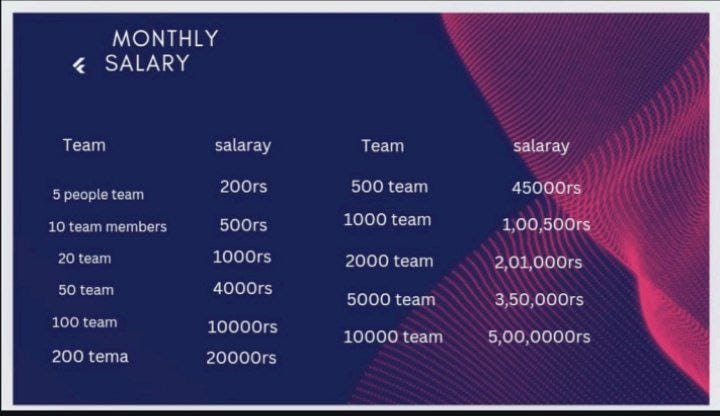 MONTHLY
SALARY
Team salaray Team salaray
5 people team 200rs 500 team 45000rs
10 team members 500rs 1000 team 1,00,500rs
20 team 1000rs 2000 team 2,01,000rs
50 team 4000rs 5000 team 3,50,000rs
100 team 10000rs 10000 team 5,00,0000rs
200 tema 20000rs